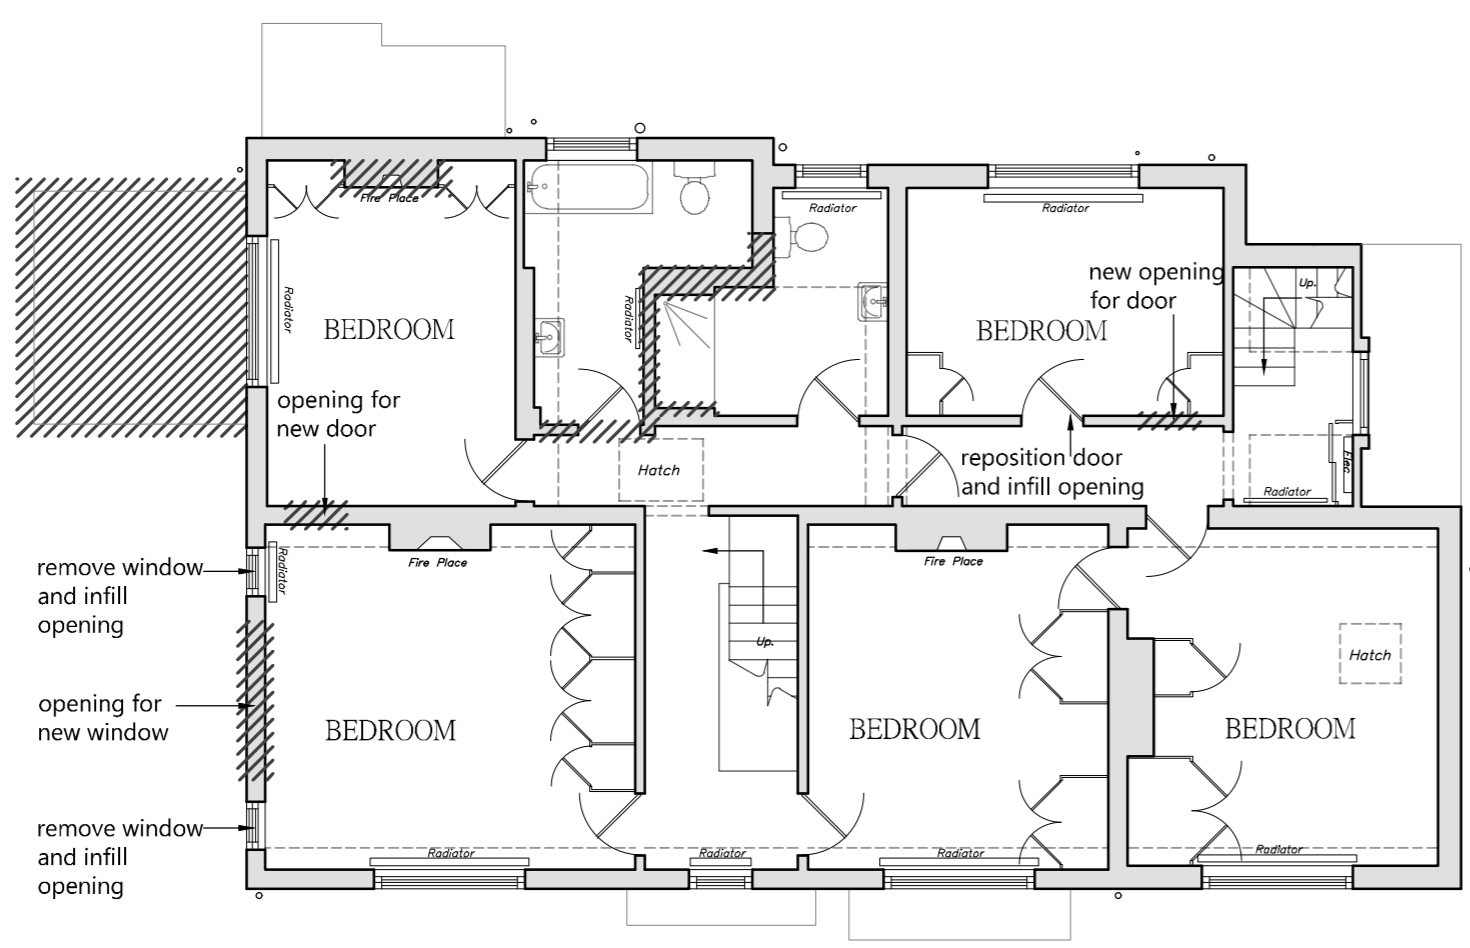 Fire Place
Radiator
Radiator
Up.
new opening
for door
Radiator
Radiator
BEDROOM
BEDROOM
opening for
new door
Hatch
reposition door
and infill opening
Elec
Radiator
Fire Place
Fire Place
remove window
and infill
opening
Radiator
Up.
Hatch
opening for
new window
BEDROOM
BEDROOM
BEDROOM
remove window
and infill
opening
Radiator
Radiator
Radiator
Radiator